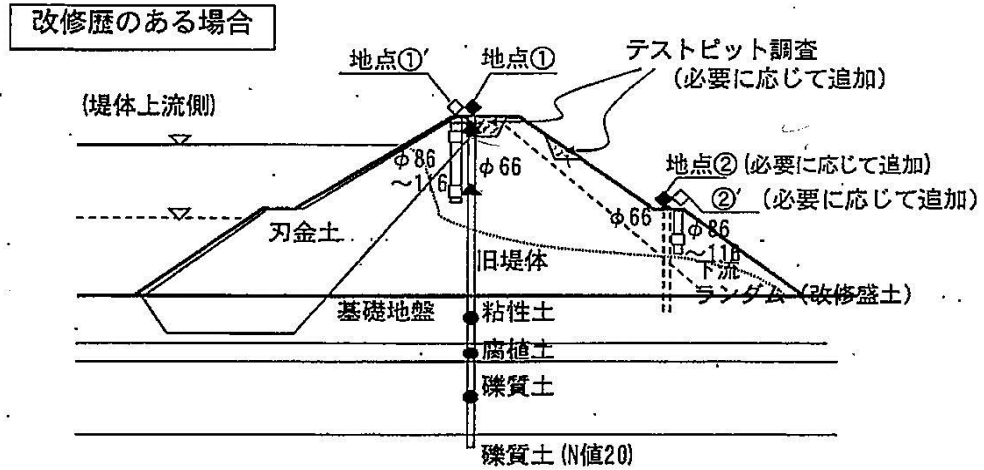 改修歴のある場合
地点①′
地点①
テストピット調査
(必要に応じて追加)
(堤体上流側)
φ86
～116
φ66
地点②(必要に応じて追加)
②′ (必要に応じて追加)
φ66
φ86
～116
刃金土
旧堤体
下流
ランダム(改修盛土)
基礎地盤
粘性土
腐植土
礫質土
礫質土(N値20)